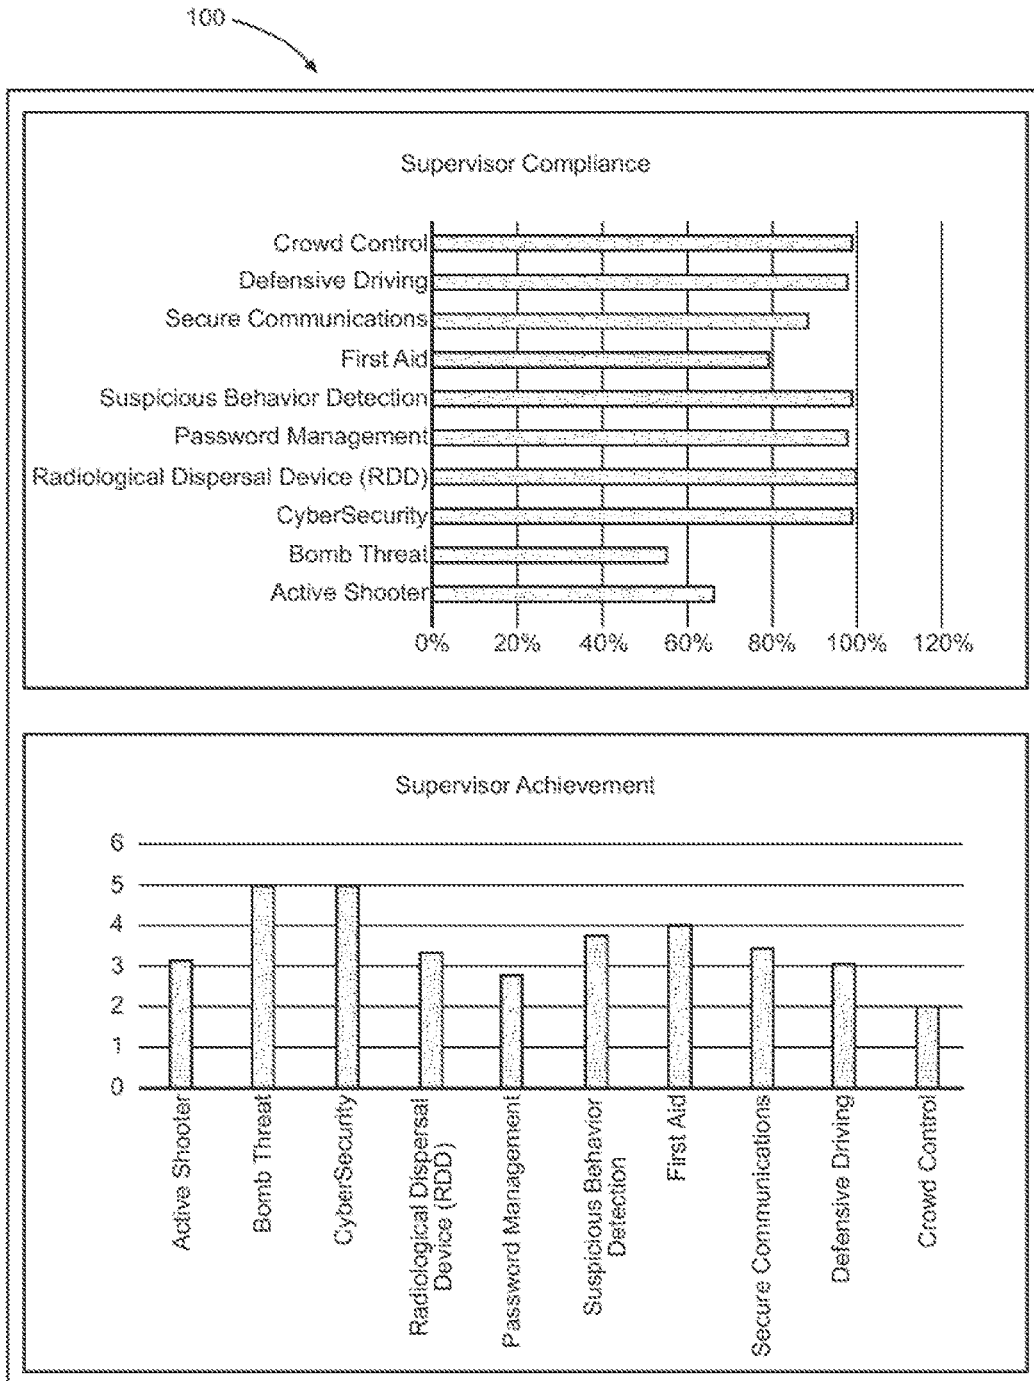 100
Supervisor Compliance
Crowd Control
Defensive Driving
Secure Communications
First Aid
Suspicious Behavior Detection
Password Management
Radiological Dispersal Device (RDD)
CyberSecurity
Bomb Threat
Active Shooter
0% 20% 40% 60% 80% 100% 120%
Supervisor Achievement
6
5
4
3
2
1
0
Active Shooter
Bomb Threat
CyberSecurity
Radiological Dispersal
Device (RDD)
Password Management
Suspicious Behavior
Detection
First Aid
Secure Communications
Defensive Driving
Crowd Control